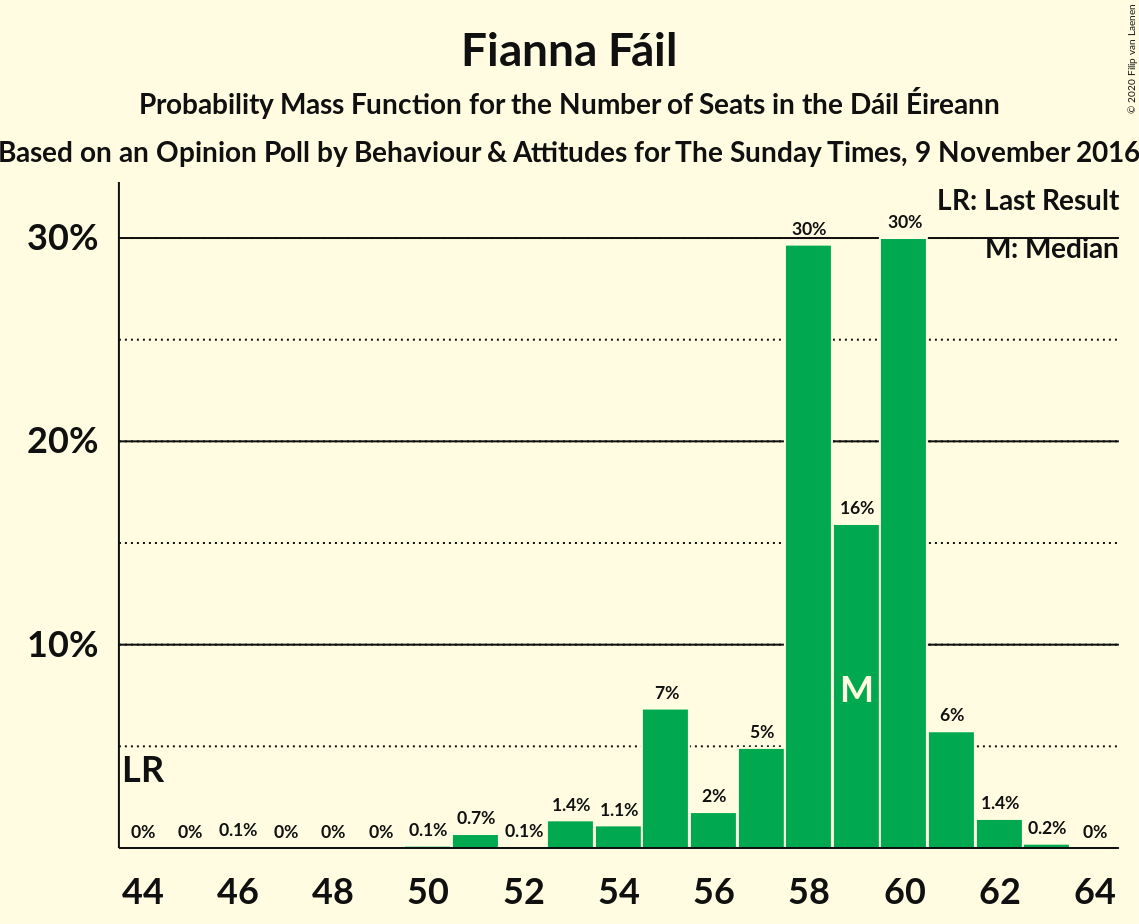 Fianna Fáil
Probability Mass Function for the Number of Seats in the Dáil Éireann
Based on an Opinion Poll by Behaviour & Attitudes for The Sunday Times, 9 November 2016
© 2020 Filip van Laenen
LR: Last Result
M: Median
30%
20%
10%
LR
M
0%
0%
0.1%
0%
0%
0%
0.1%
0.7%
0.1%
1.4%
1.1%
7%
2%
5%
30%
16%
30%
6%
1.4%
0.2%
0%
44 46 48 50 52 54 56 58 60 62 64